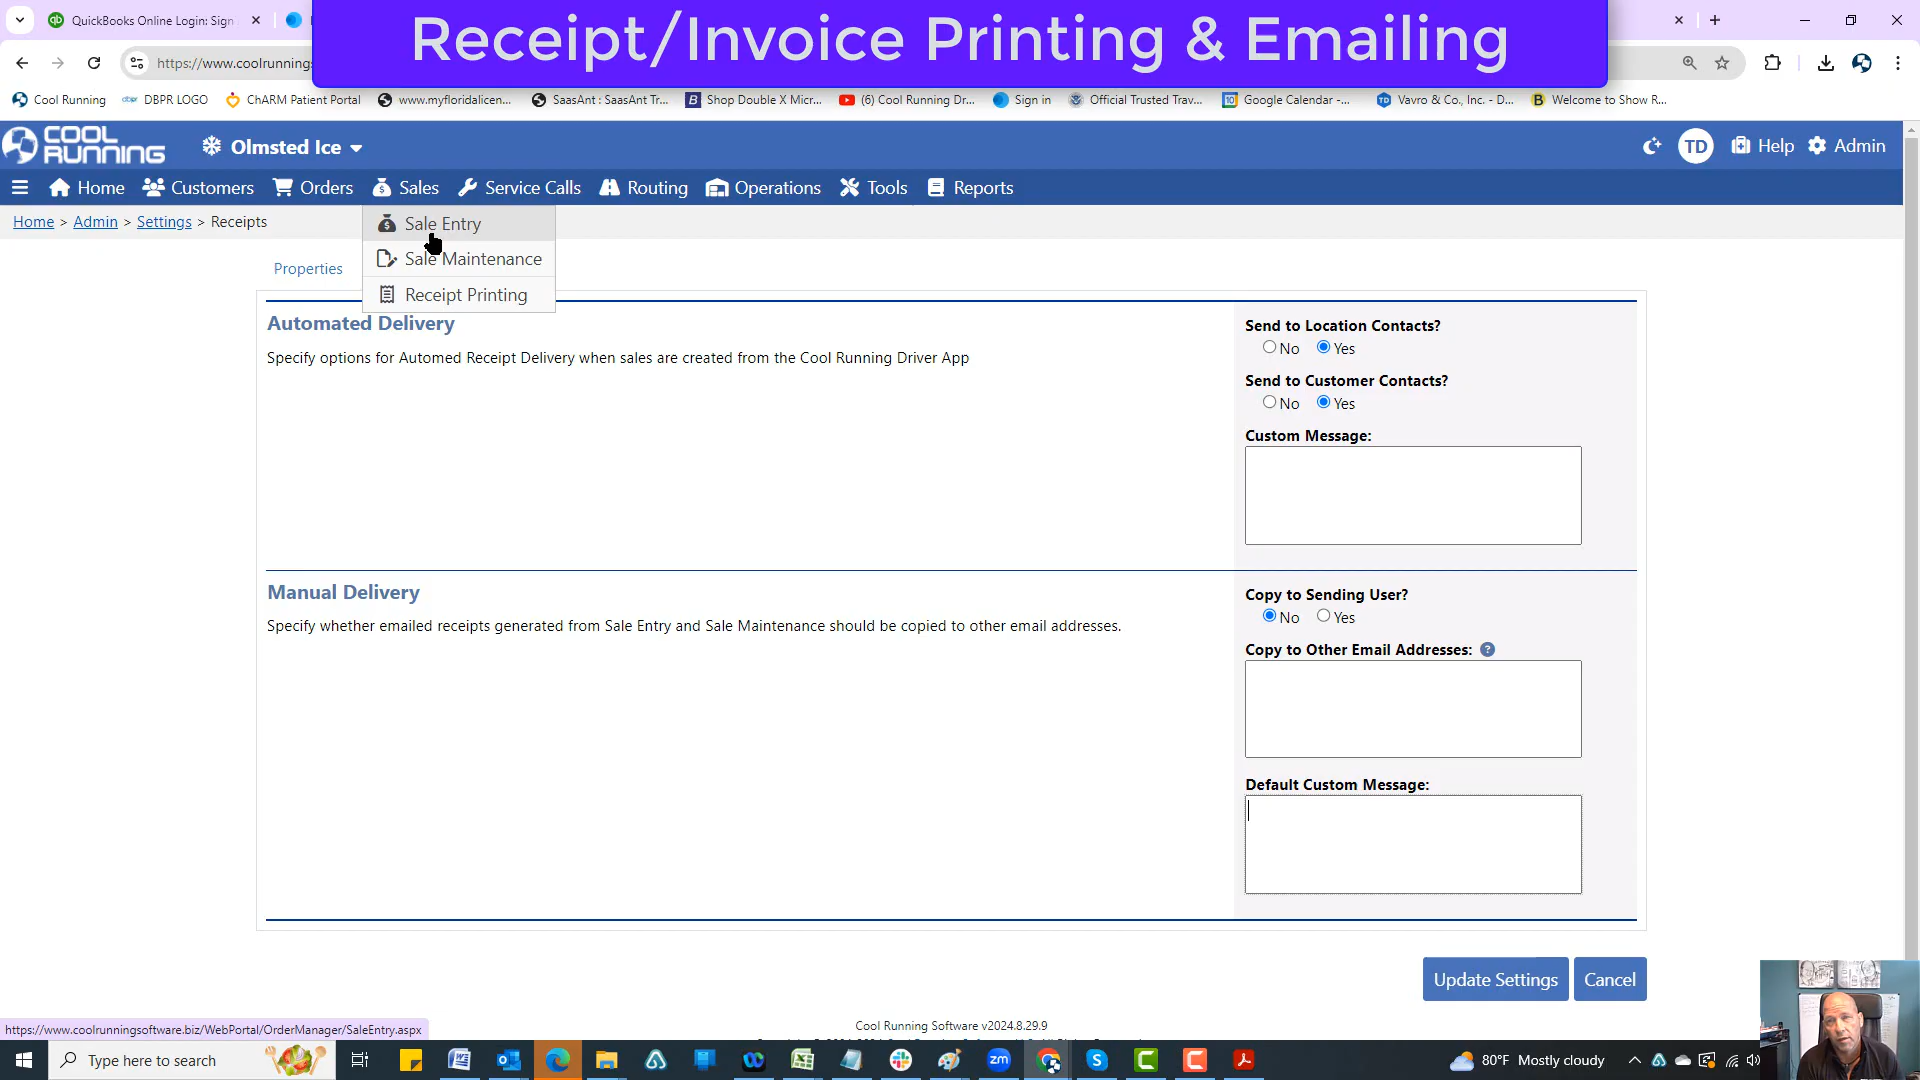 QuickBooks Online Login: Sign
Receipt/Invoice Printing & Emailing
https://www.coolrunnings
Cool Running
DBPR LOGO
ChARM Patient Portal
www.myfloridalicen...
SaasAnt : SaasAnt Tr...
Shop Double X Micr...
(6) Cool Running Dr...
Sign in
Official Trusted Trav...
Google Calendar -...
Vavro & Co., Inc. - D...
Welcome to Show R...
COOL RUNNING
Olmsted Ice
TD
Help
Admin
Home
Customers
Orders
Sales
Service Calls
Routing
Operations
Tools
Reports
Home > Admin > Settings > Receipts
Sale Entry
Sale Maintenance
Receipt Printing
Properties
Automated Delivery
Specify options for Automed Receipt Delivery when sales are created from the Cool Running Driver App
Send to Location Contacts?
No Yes
Send to Customer Contacts?
No Yes
Custom Message:
Manual Delivery
Specify whether emailed receipts generated from Sale Entry and Sale Maintenance should be copied to other email addresses.
Copy to Sending User?
No Yes
Copy to Other Email Addresses: ?
Default Custom Message:
Update Settings
Cancel
https://www.coolrunningsoftware.biz/WebPortal/OrderManager/SaleEntry.aspx
Cool Running Software v2024.8.29.9
Type here to search
80°F Mostly cloudy